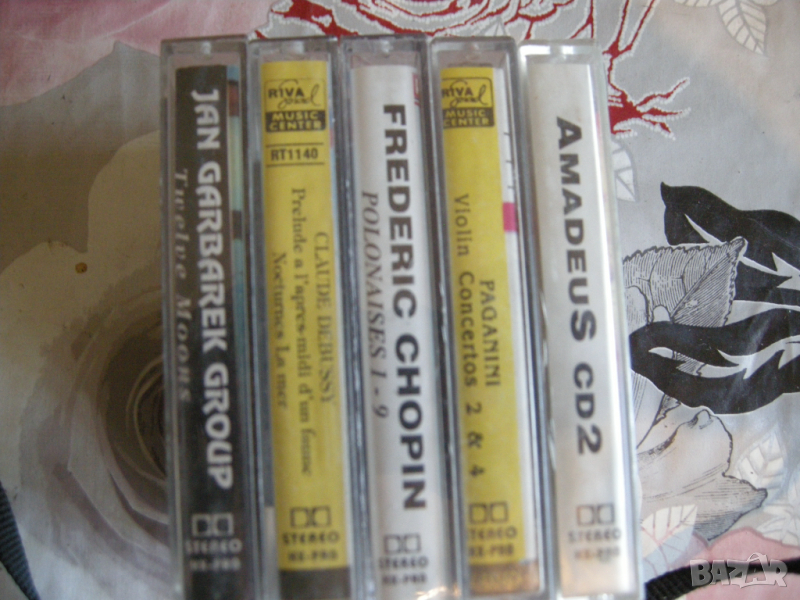 JAN GARBAREK GROUP
Twelve Moons
STEREO
HX-PRO
RIVA
Sound
MUSIC
CENTER
RT1140
CLAUDE DEBUSSY
Prelude a l'apres-midi d'un faune
Nocturnes La mer
STEREO
HX-PRO
FREDERIC CHOPIN
POLONAISES 1-9
STEREO
HX-PRO
RIVA
Sound
MUSIC
CENTER
PAGANINI
Violin Concertos 2 & 4
STEREO
HX-PRO
AMADEUS CD2
STEREO
HX-PRO
BAZAR